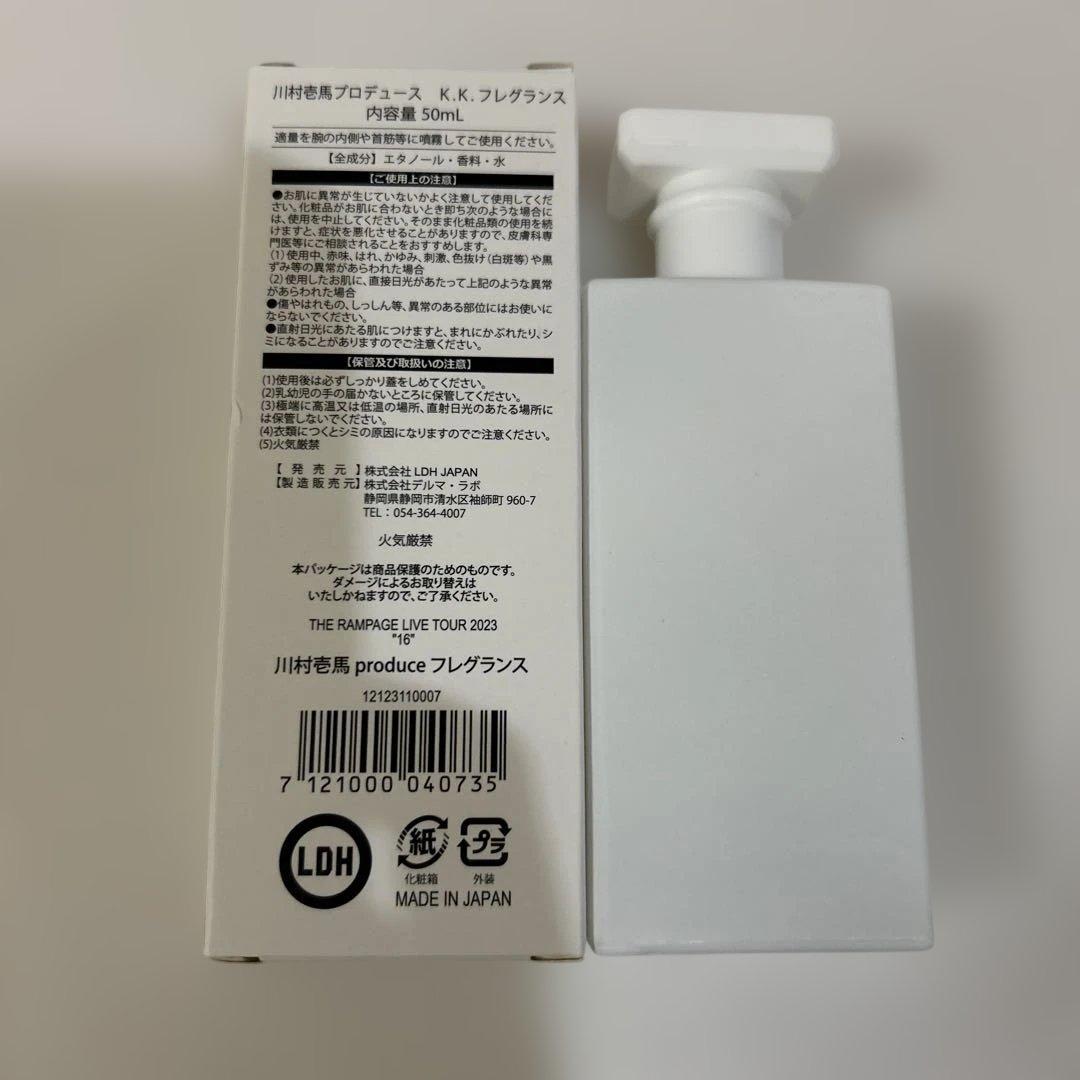 川村壱馬プロデュース　K.K.フレグランス
内容量 50mL
適量を腕の内側や首筋等に噴霧してご使用ください。
【全成分】エタノール・香料・水
【ご使用上の注意】
●お肌に異常が生じていないかよく注意して使用してくだ
さい。化粧品がお肌に合わないとき即ち次のような場合に
は、使用を中止してください。そのまま化粧品類の使用を続
けますと、症状を悪化させることがありますので、皮膚科専
門医等にご相談されることをおすすめします。
(1)使用中、赤味、はれ、かゆみ、刺激、色抜け(白斑等)や黒
ずみ等の異常があらわれた場合
(2)使用したお肌に、直接日光があたって上記のような異常
があらわれた場合
●傷やはれもの、しっしん等、異常のある部位にはお使いに
ならないでください。
●直射日光にあたる肌につけますと、まれにかぶれたり、シ
ミになることがありますのでご注意ください。
【保管及び取扱いの注意】
(1)使用後は必ずしっかり蓋をしめてください。
(2)乳幼児の手の届かないところに保管してください。
(3)極端に高温又は低温の場所、直射日光のあたる場所に
は保管しないでください。
(4)衣類につくとシミの原因になりますのでご注意ください。
(5)火気厳禁
【発売元】株式会社 LDH JAPAN
【製造販売元】株式会社デルマ・ラボ
静岡県静岡市清水区袖師町 960-7
TEL：054-364-4007
火気厳禁
本パッケージは商品保護のためのものです。
ダメージによるお取り替えは
いたしかねますので、ご了承ください。
THE RAMPAGE LIVE TOUR 2023
"16"
川村壱馬 produce フレグランス
12123110007
7 121000 040735
LDH 紙 プラ
化粧箱 外装
MADE IN JAPAN